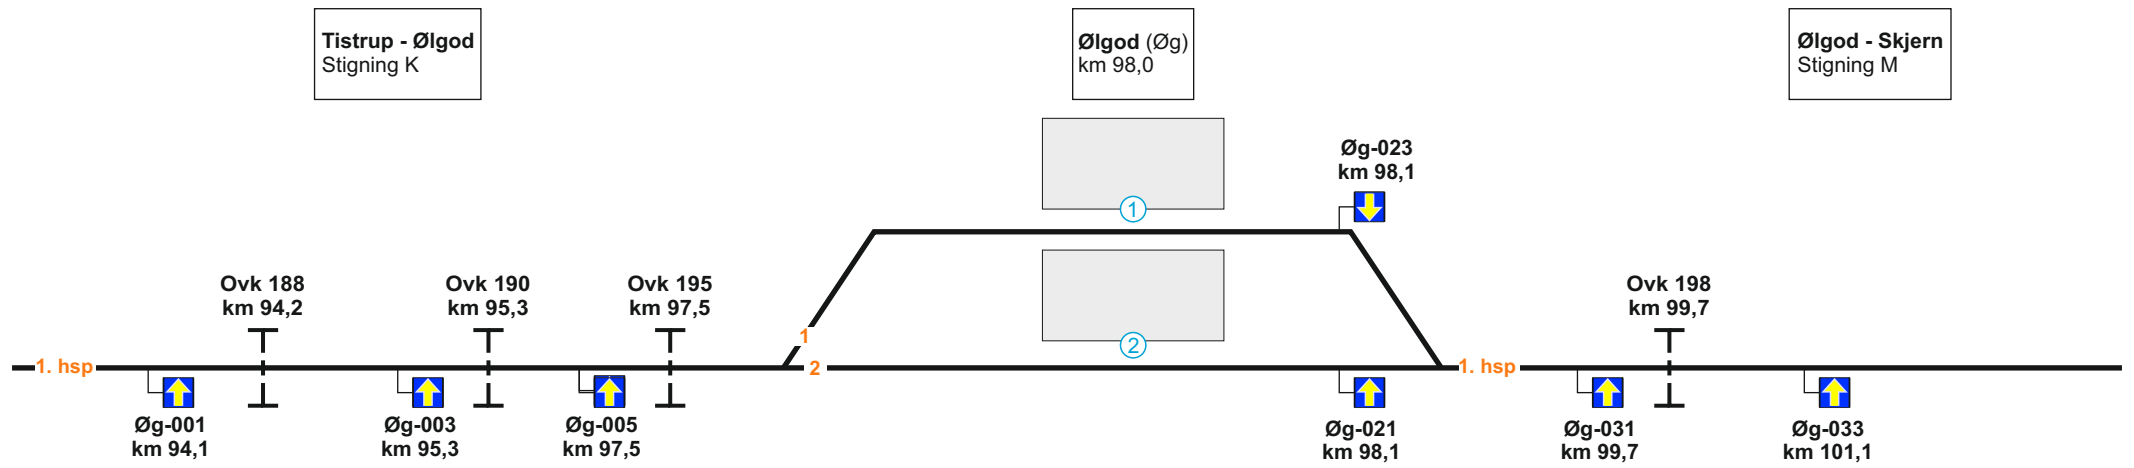 Tistrup - Ølgod
Stigning K
Ølgod (Øg)
km 98,0
Ølgod - Skjern
Stigning M
1
Øg-023
km 98,1
Ovk 188
km 94,2
Ovk 190
km 95,3
Ovk 195
km 97,5
2
Ovk 198
km 99,7
1
1. hsp
2
1. hsp
Øg-001
km 94,1
Øg-003
km 95,3
Øg-005
km 97,5
Øg-021
km 98,1
Øg-031
km 99,7
Øg-033
km 101,1